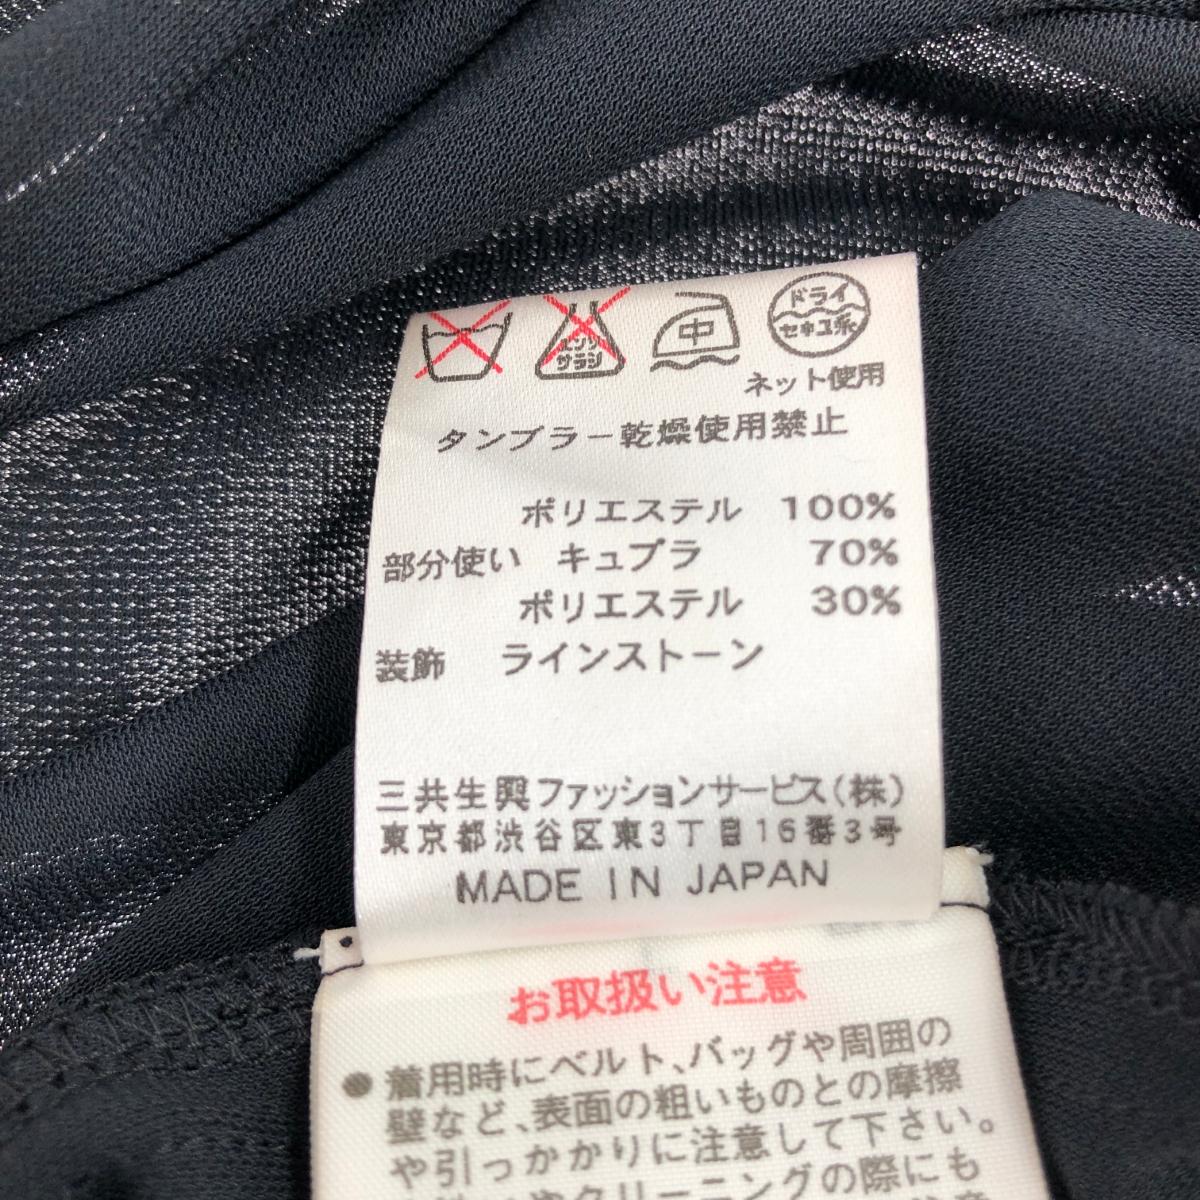 エンソ
サラシ
中
ドライ
セキユ系
ネット使用
タンブラー乾燥使用禁止
ポリエステル 100%
部分使い キュプラ 70%
ポリエステル 30%
装飾 ラインストーン
三共生興ファッションサービス(株)
東京都渋谷区東3丁目16番3号
MADE IN JAPAN
お取扱い注意
●着用時にベルト、バッグや周囲の
壁など、表面の粗いものとの摩擦
や引っかかりに注意して下さい。
やクリーニングの際にも